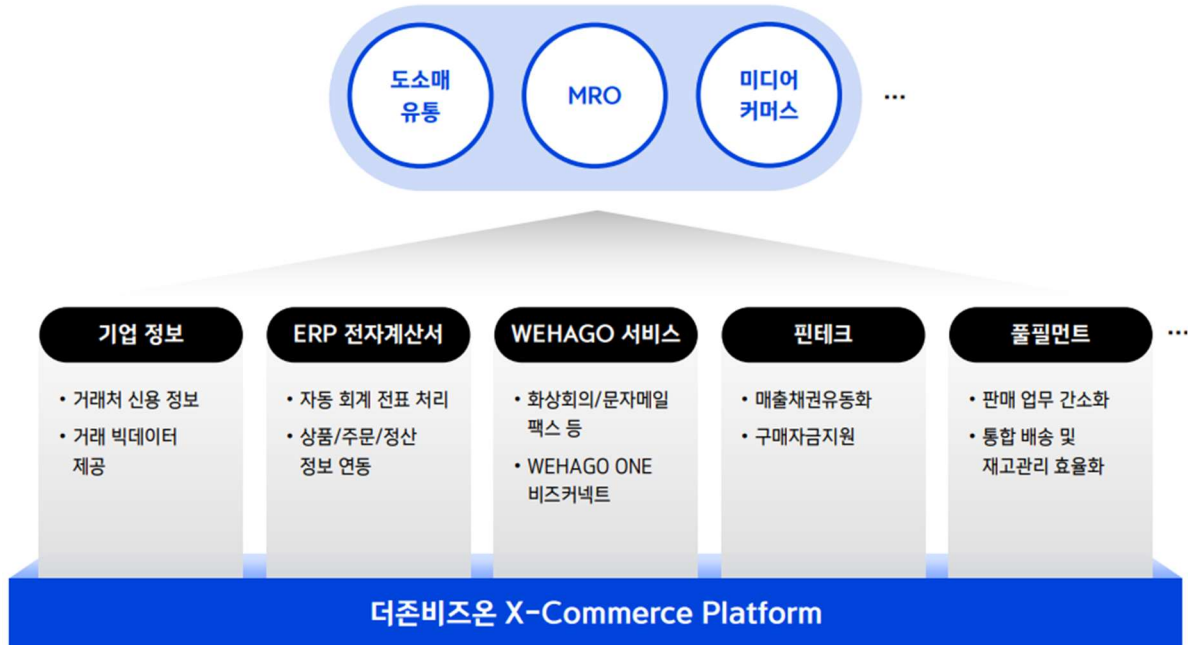 도소매
유통
MRO
미디어
커머스
...
기업 정보
• 거래처 신용 정보
• 거래 빅데이터
제공
ERP 전자계산서
• 자동 회계 전표 처리
• 상품/주문/정산
정보 연동
WEHAGO 서비스
• 화상회의/문자메일
팩스 등
• WEHAGO ONE
비즈커넥트
핀테크
• 매출채권유동화
• 구매자금지원
풀필먼트
• 판매 업무 간소화
• 통합 배송 및
재고관리 효율화
...
더존비즈온 X-Commerce Platform